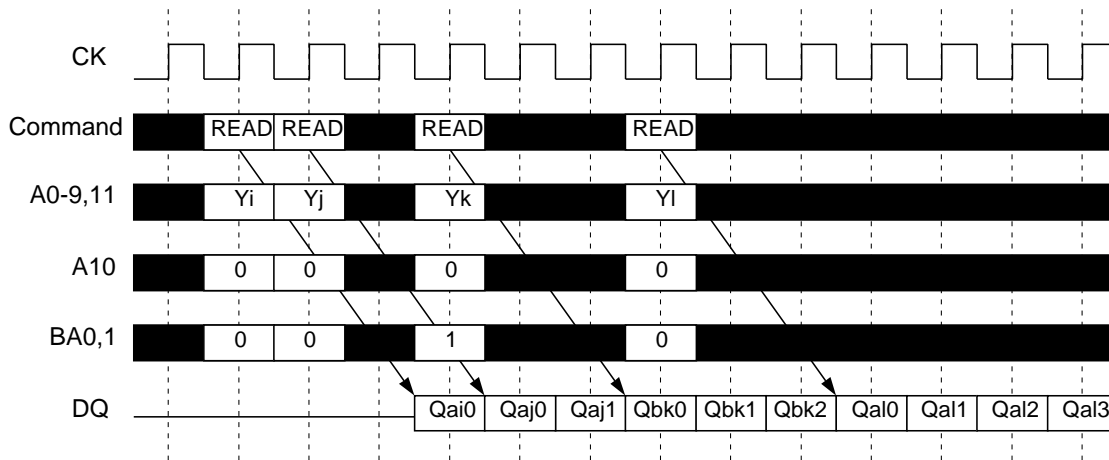 CK
Command READ READ READ READ
A0-9,11 Yi Yj Yk Yl
A10 0 0 0 0
BA0,1 0 0 1 0
DQ Qai0 Qaj0 Qaj1 Qbk0 Qbk1 Qbk2 Qal0 Qal1 Qal2 Qal3